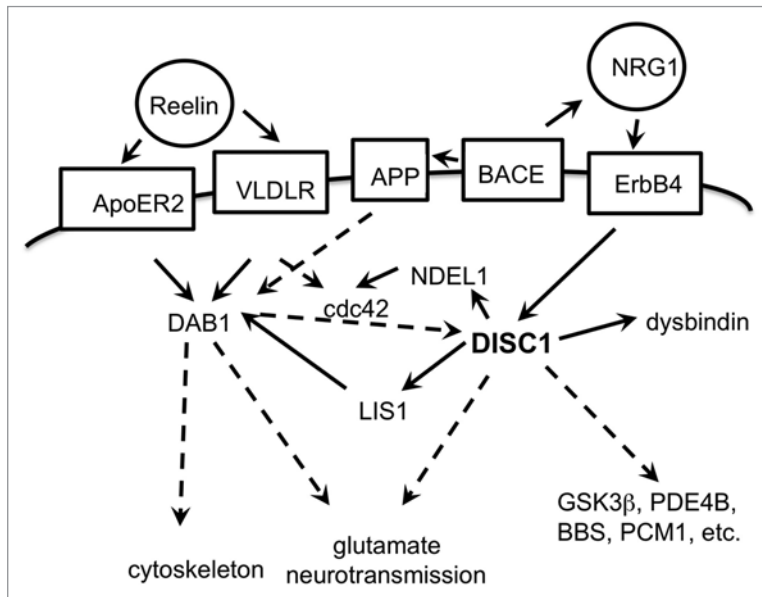 Reelin
NRG1
ApoER2
VLDLR
APP
BACE
ErbB4
NDEL1
cdc42
DAB1
DISC1
dysbindin
LIS1
GSK3β, PDE4B,
BBS, PCM1, etc.
glutamate
neurotransmission
cytoskeleton